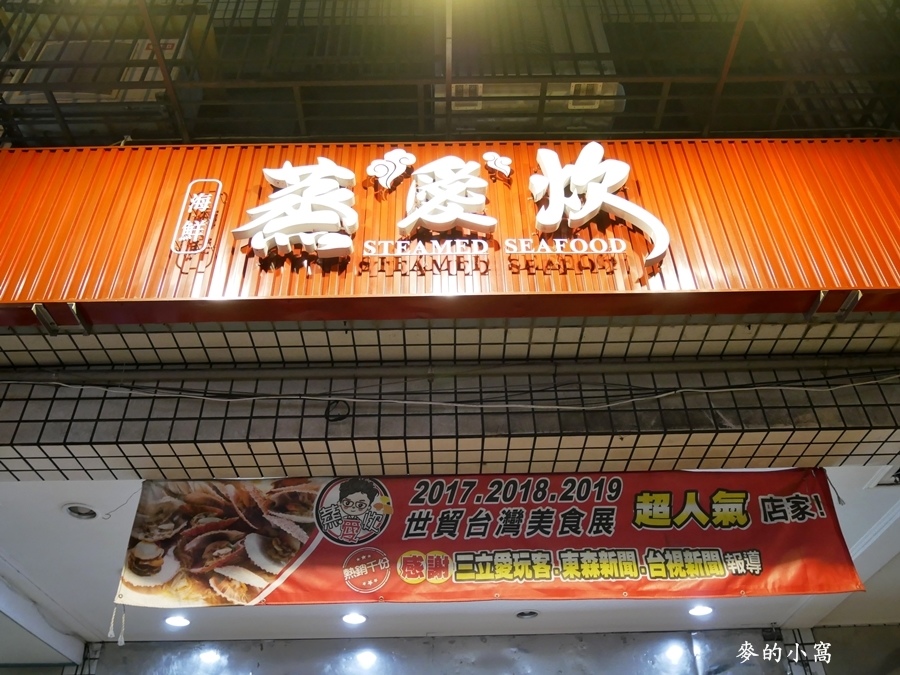 海鮮
蒸愛炊
STEAMED SEAFOOD
2017.2018.2019
世貿台灣美食展 超人氣 店家!
蒸愛炊
熱銷千份
感謝 三立愛玩客.東森新聞.台視新聞 報導
麥的小窩